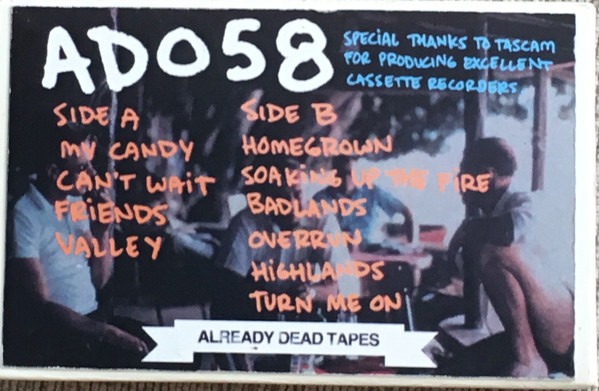 AD058
SPECIAL THANKS TO TASCAM
FOR PRODUCING EXCELLENT
CASSETTE RECORDERS
SIDE A
MY CANDY
CAN'T WAIT
FRIENDS
VALLEY
SIDE B
HOMEGROWN
SOAKING UP THE FIRE
BADLANDS
OVERRUN
HIGHLANDS
TURN ME ON
ALREADY DEAD TAPES